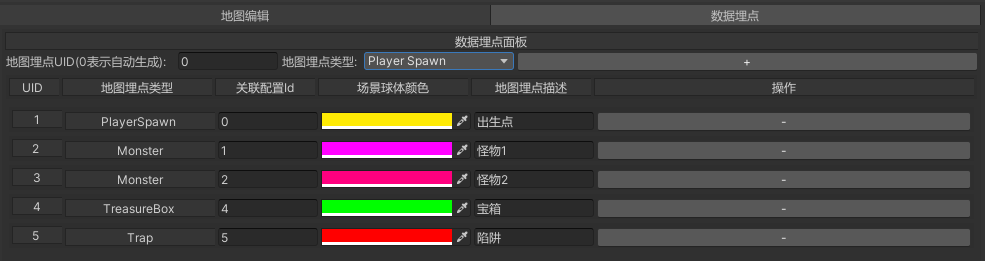 地图编辑 数据埋点
数据埋点面板
地图埋点UID(0表示自动生成): 0 地图埋点类型: Player Spawn +
UID 地图埋点类型 关联配置Id 场景球体颜色 地图埋点描述 操作
1 PlayerSpawn 0 出生点 -
2 Monster 1 怪物1 -
3 Monster 2 怪物2 -
4 TreasureBox 4 宝箱 -
5 Trap 5 陷阱 -